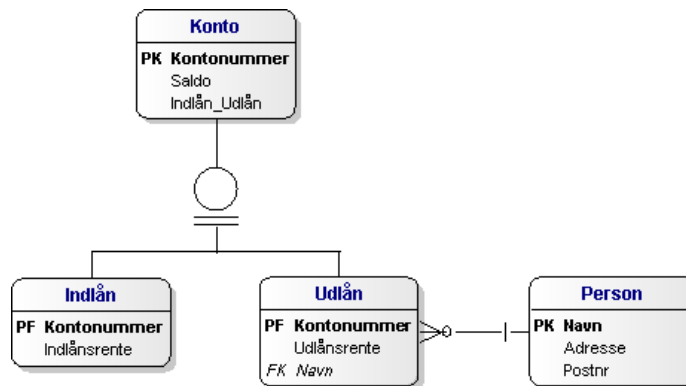 Konto
PK Kontonummer
Saldo
Indlån_Udlån
Indlån
PF Kontonummer
Indlånsrente
Udlån
PF Kontonummer
Udlånsrente
FK Navn
Person
PK Navn
Adresse
Postnr